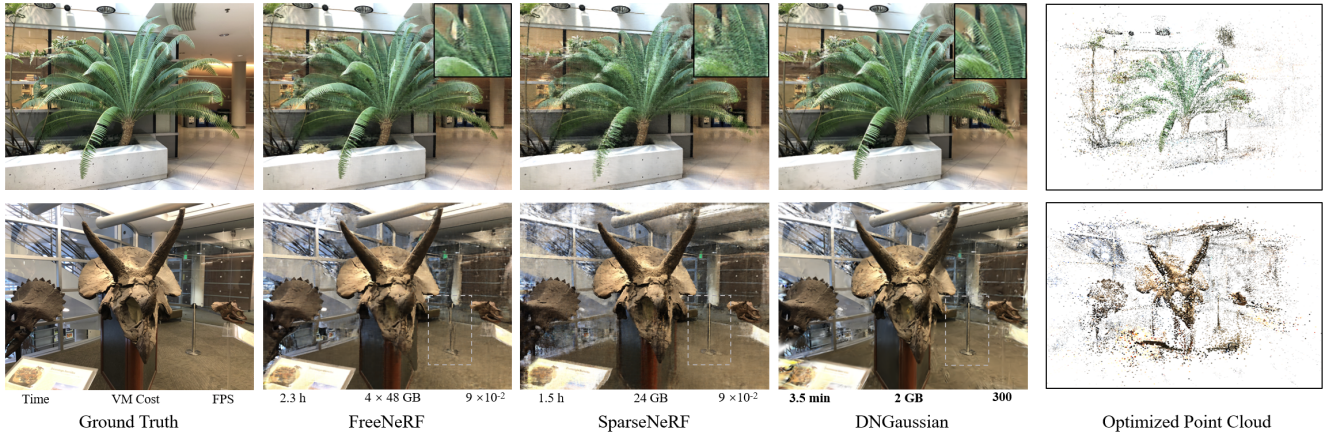 Time VM Cost FPS 2.3 h 4 × 48 GB 9 ×10⁻² 1.5 h 24 GB 9 ×10⁻² 3.5 min 2 GB 300
Ground Truth FreeNeRF SparseNeRF DNGaussian Optimized Point Cloud